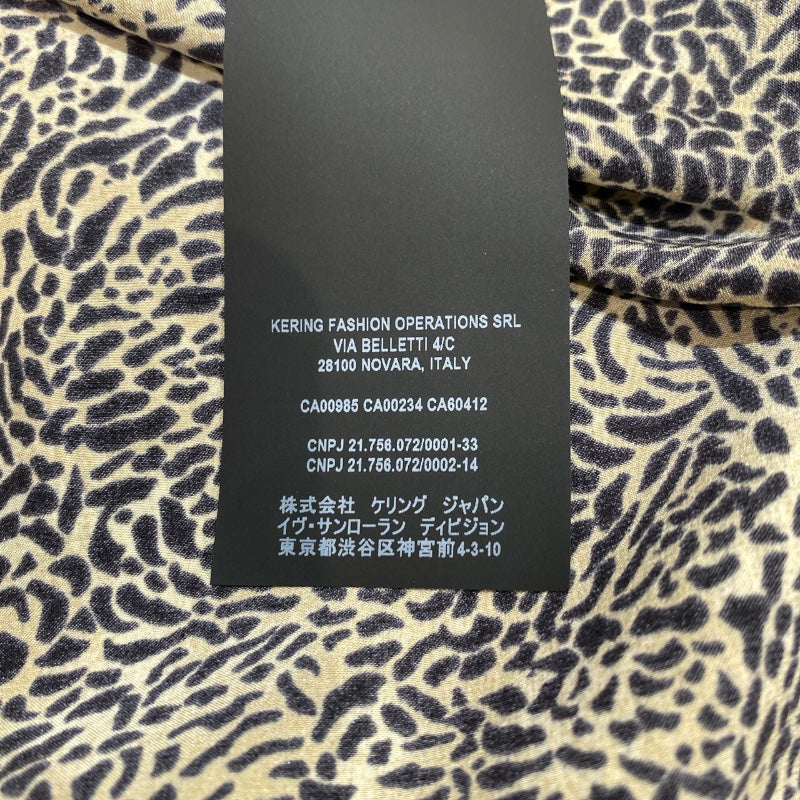 KERING FASHION OPERATIONS SRL
VIA BELLETTI 4/C
28100 NOVARA, ITALY
CA00985 CA00234 CA60412
CNPJ 21.756.072/0001-33
CNPJ 21.756.072/0002-14
株式会社 ケリング ジャパン
イヴ・サンローラン ディビジョン
東京都渋谷区神宮前4-3-10